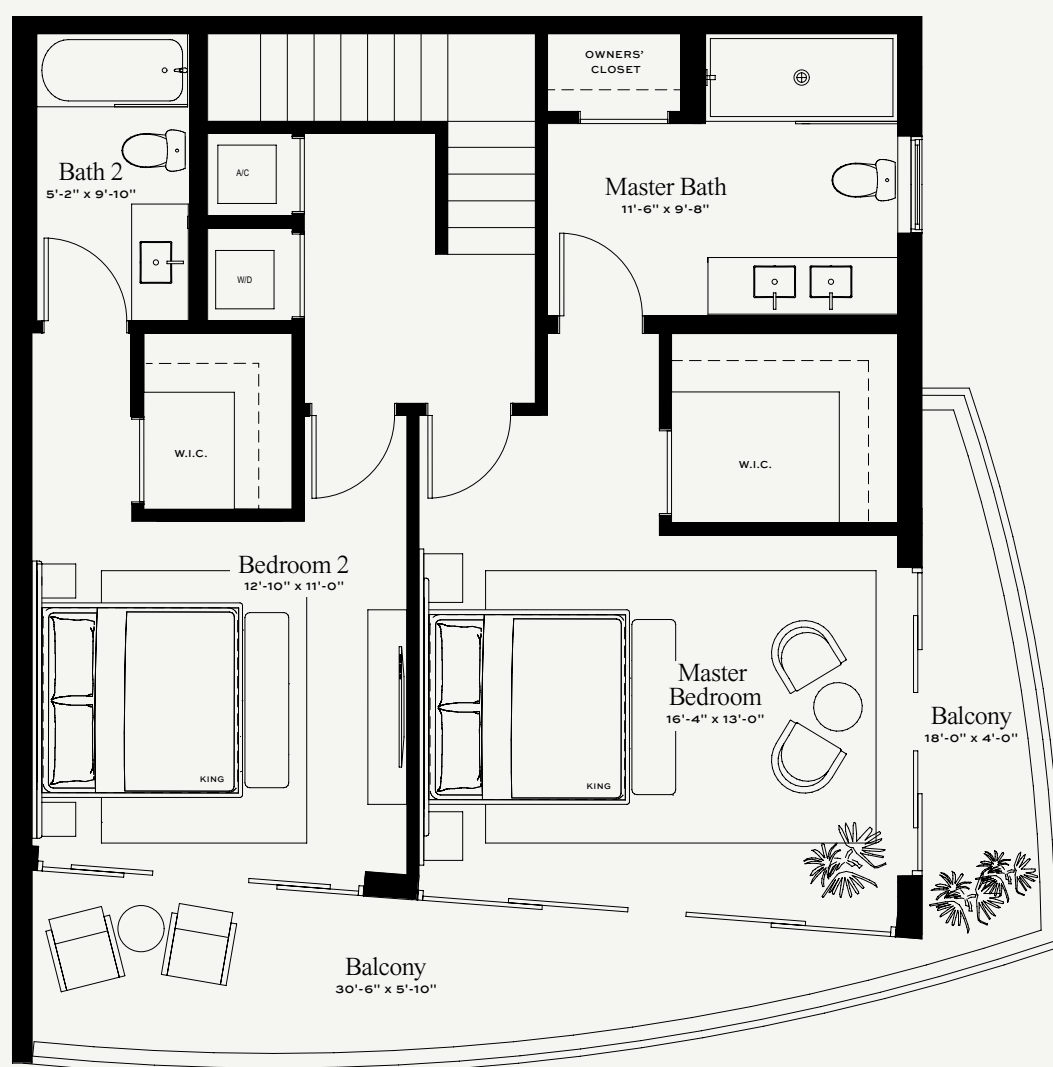 OWNERS'
CLOSET
A/C
Bath 2
5'-2" x 9'-10"
Master Bath
11'-6" x 9'-8"
W/D
W.I.C.
W.I.C.
Bedroom 2
12'-10" x 11'-0"
Master
Bedroom
16'-4" x 13'-0"
Balcony
18'-0" x 4'-0"
KING
KING
Balcony
30'-6" x 5'-10"